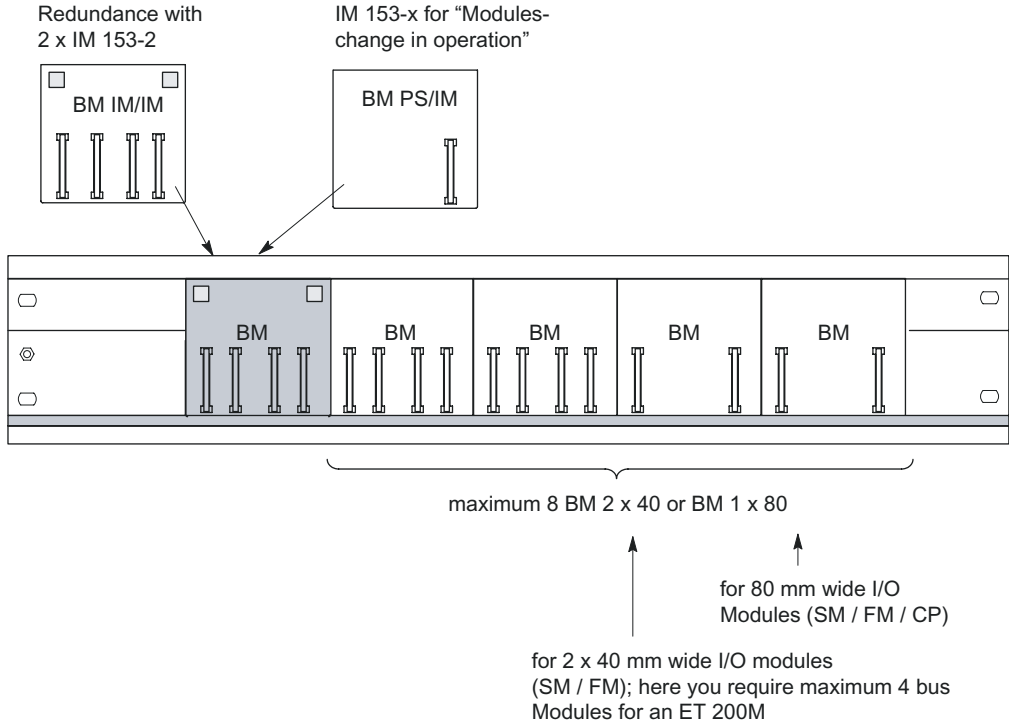 Redundance with
2 x IM 153-2
IM 153-x for “Modules-
change in operation”
BM IM/IM
BM PS/IM
BM
BM
BM
BM
BM
maximum 8 BM 2 x 40 or BM 1 x 80
for 80 mm wide I/O
Modules (SM / FM / CP)
for 2 x 40 mm wide I/O modules
(SM / FM); here you require maximum 4 bus
Modules for an ET 200M